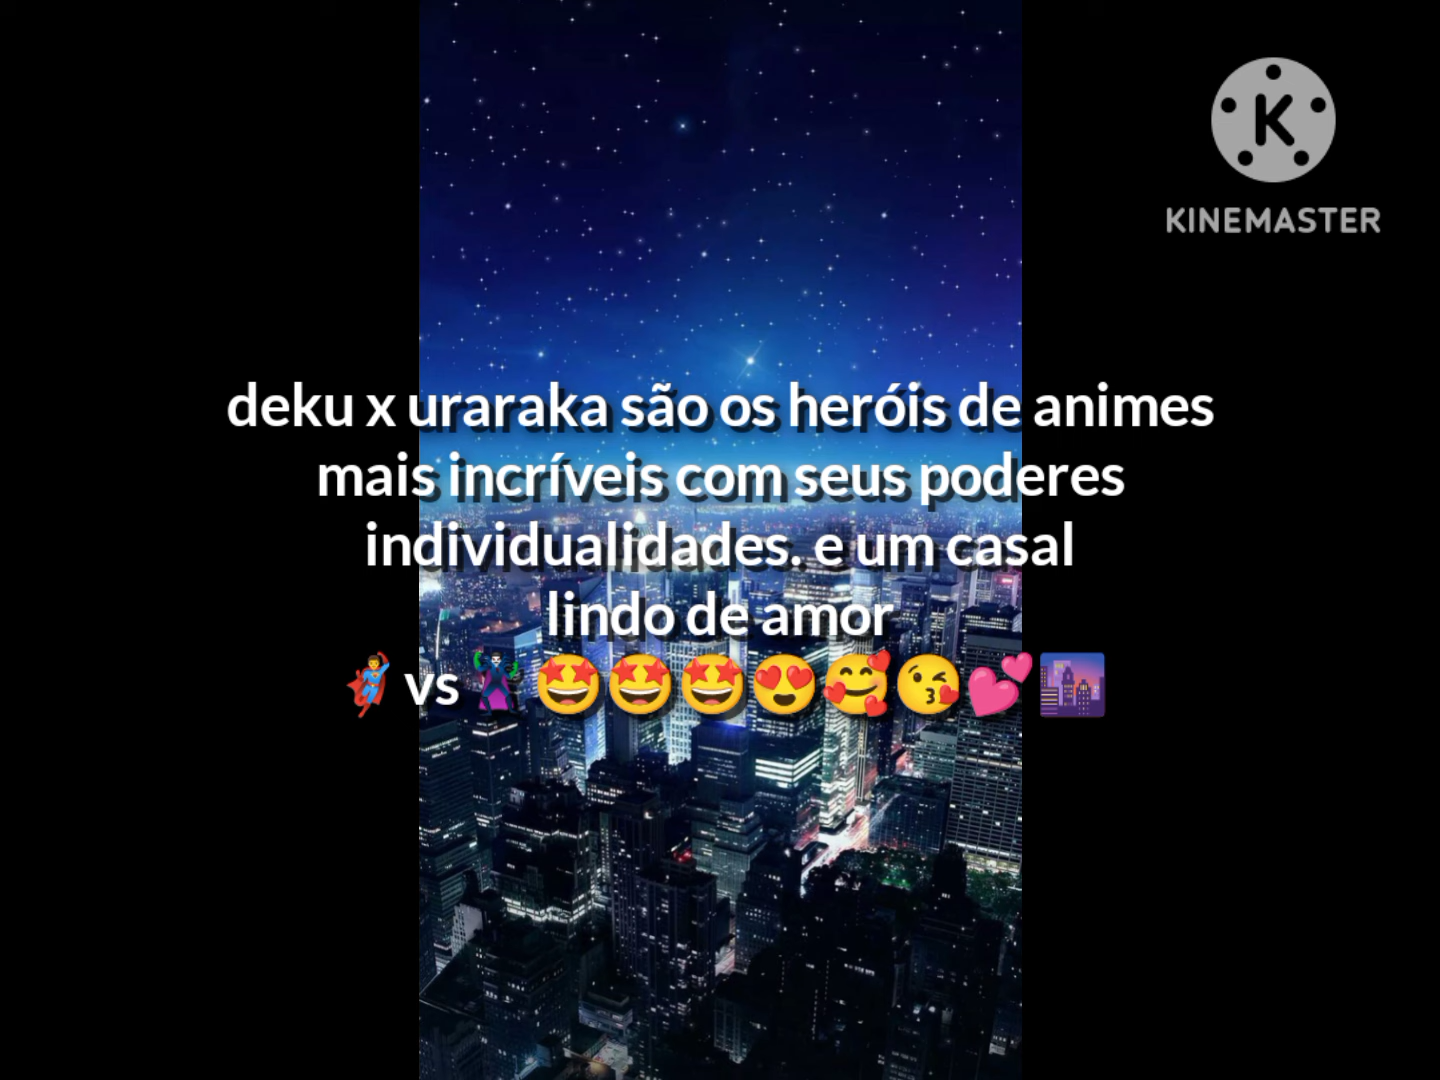 KINEMASTER
deku x uraraka são os heróis de animes
mais incríveis com seus poderes
individualidades. e um casal
lindo de amor
🦸‍♂️vs🦹‍♂️🤩🤩🤩😍🥰😘💕🌆